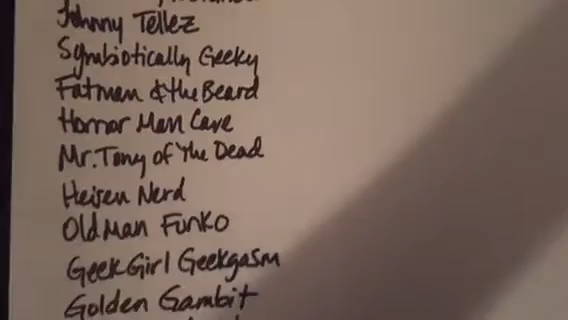 Johnny Tellez
Symbiotically Geeky
Fatman & the Beard
Horror Man Cave
Mr. Tony of The Dead
Heisen Nerd
Old Man Funko
Geek Girl Geekgasm
Golden Gambit